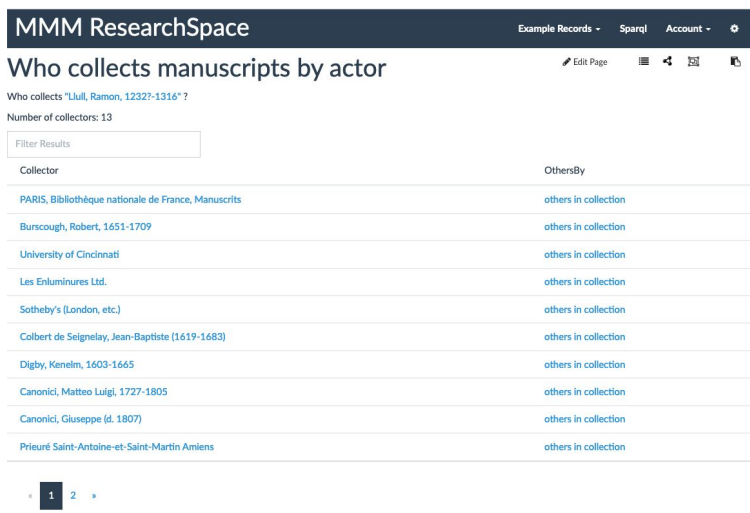 MMM ResearchSpace
Example Records Sparql Account
Who collects manuscripts by actor
Edit Page
Who collects "Llull, Ramon, 1232?-1316" ?
Number of collectors: 13
Filter Results
Collector OthersBy
PARIS, Bibliothèque nationale de France, Manuscrits others in collection
Burscough, Robert, 1651-1709 others in collection
University of Cincinnati others in collection
Les Enluminures Ltd. others in collection
Sotheby's (London, etc.) others in collection
Colbert de Seignelay, Jean-Baptiste (1619-1683) others in collection
Digby, Kenelm, 1603-1665 others in collection
Canonici, Matteo Luigi, 1727-1805 others in collection
Canonici, Giuseppe (d. 1807) others in collection
Prieuré Saint-Antoine-et-Saint-Martin Amiens others in collection
« 1 2 »